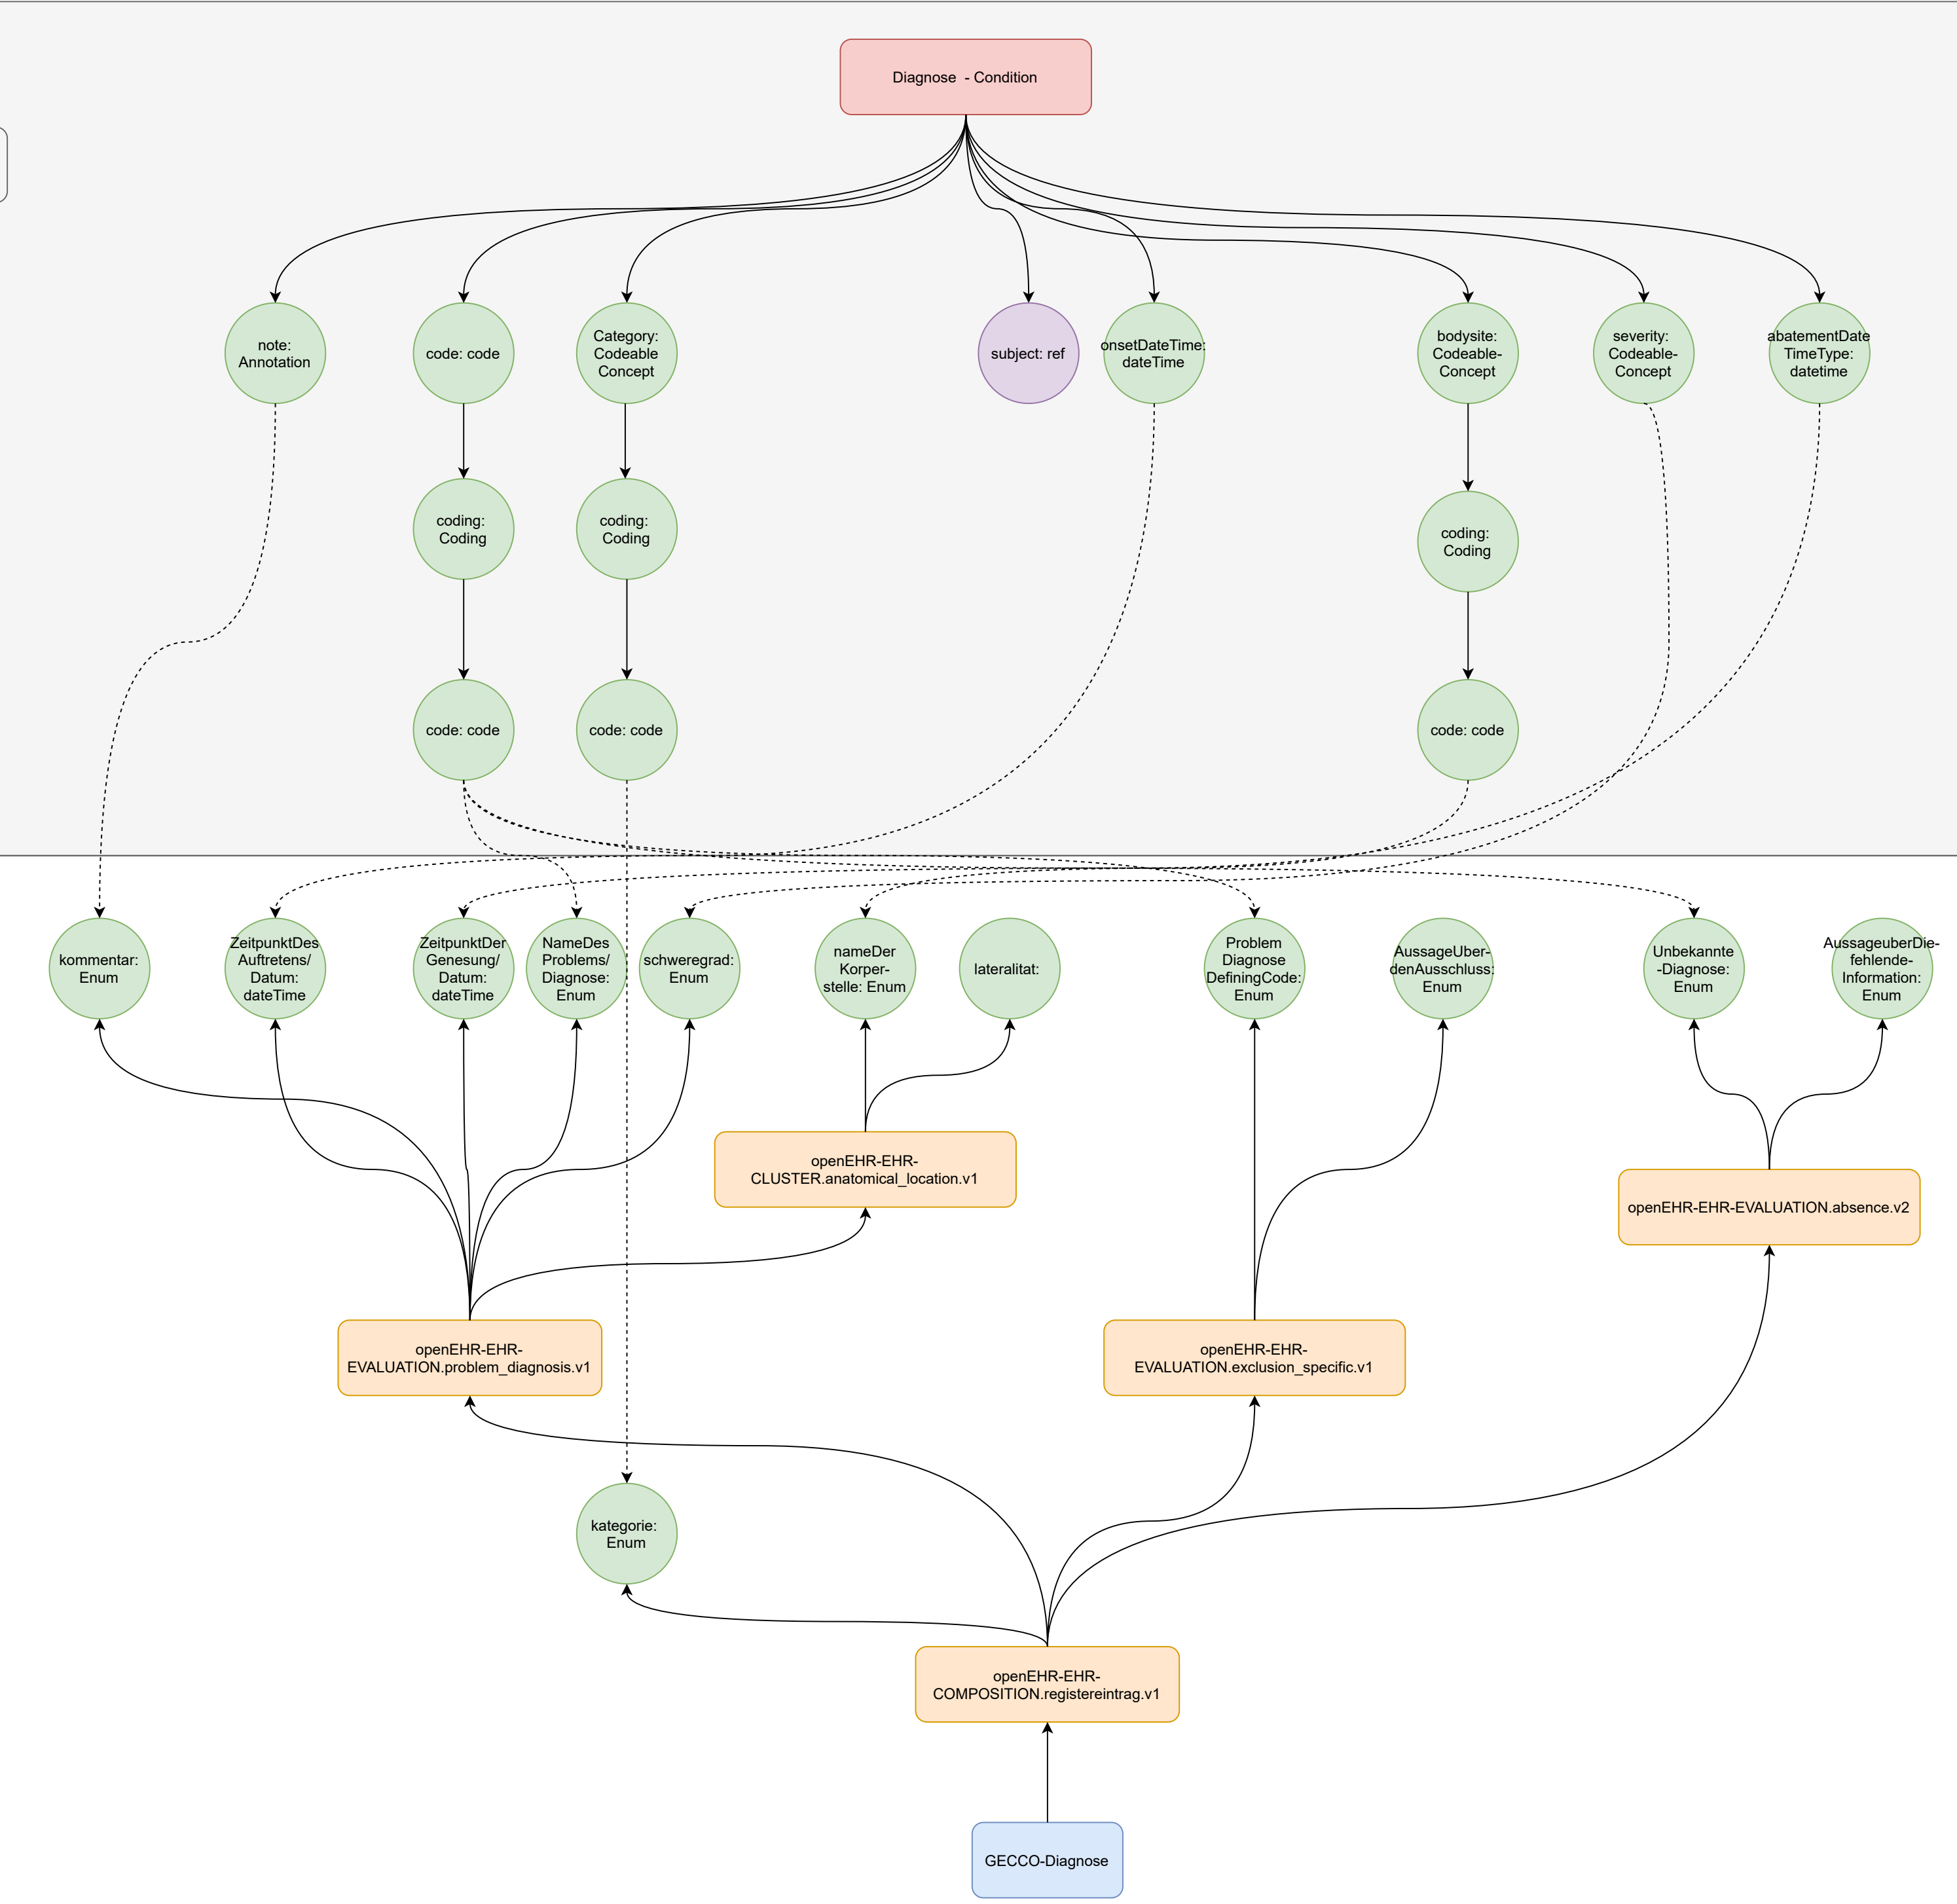 Diagnose - Condition
note:
Annotation
code: code
Category:
Codeable
Concept
subject: ref
onsetDateTime:
dateTime
bodysite:
Codeable-
Concept
severity:
Codeable-
Concept
abatementDate
TimeType:
datetime
coding:
Coding
coding:
Coding
coding:
Coding
code: code
code: code
code: code
kommentar:
Enum
ZeitpunktDes
Auftretens/
Datum:
dateTime
ZeitpunktDer
Genesung/
Datum:
dateTime
NameDes
Problems/
Diagnose:
Enum
schweregrad:
Enum
nameDer
Korper-
stelle: Enum
lateralitat:
Problem
Diagnose
DefiningCode:
Enum
AussageUber-
denAusschluss:
Enum
Unbekannte
-Diagnose:
Enum
AussageuberDie-
fehlende-
Information:
Enum
openEHR-EHR-
CLUSTER.anatomical_location.v1
openEHR-EHR-EVALUATION.absence.v2
openEHR-EHR-
EVALUATION.problem_diagnosis.v1
openEHR-EHR-
EVALUATION.exclusion_specific.v1
kategorie:
Enum
openEHR-EHR-
COMPOSITION.registereintrag.v1
GECCO-Diagnose